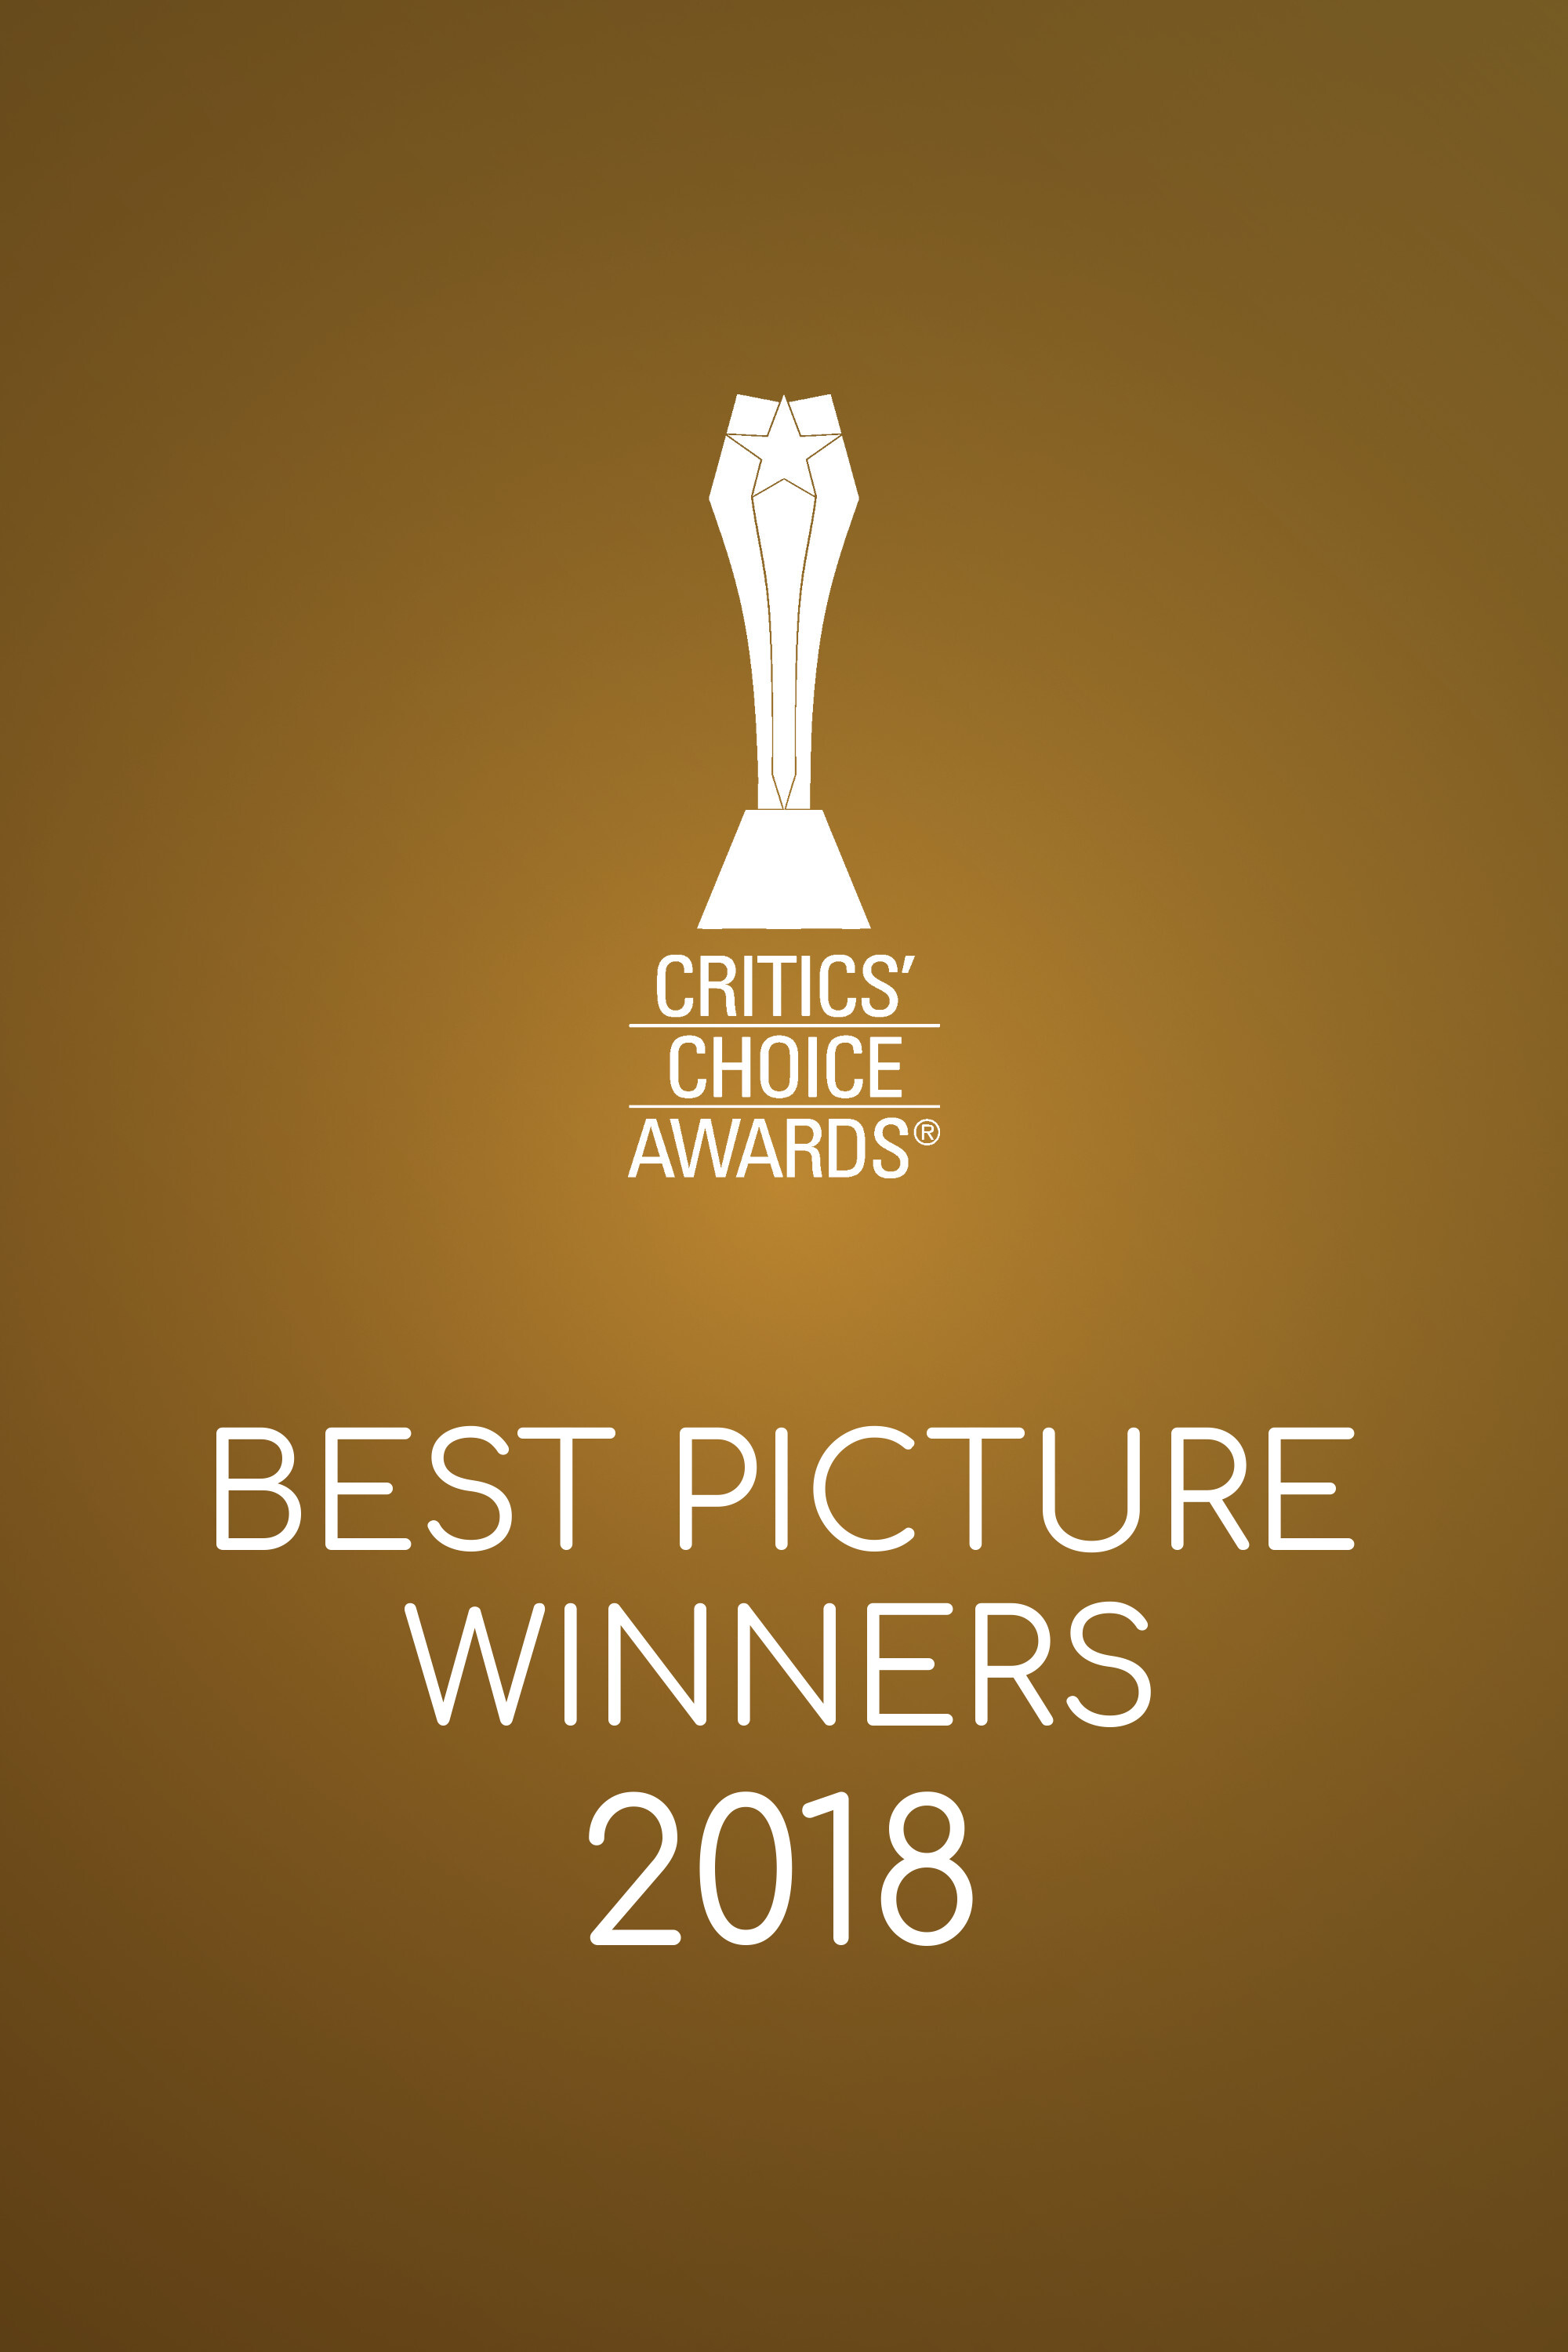 CRITICS'
CHOICE
AWARDS®
BEST PICTURE
WINNERS
2018